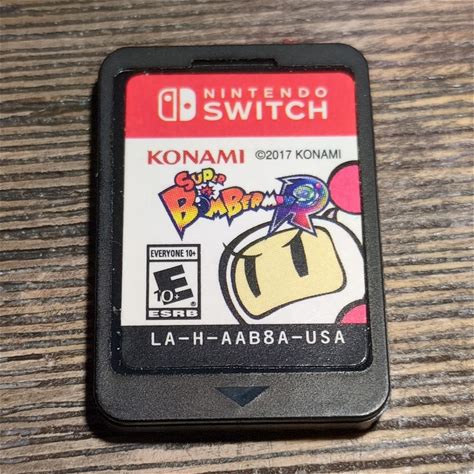 NINTENDO
SWITCH
KONAMI ©2017 KONAMI
SUPER
BOMBERMAN R
EVERYONE 10+
E
10+
ESRB
LA-H-AAB8A-USA